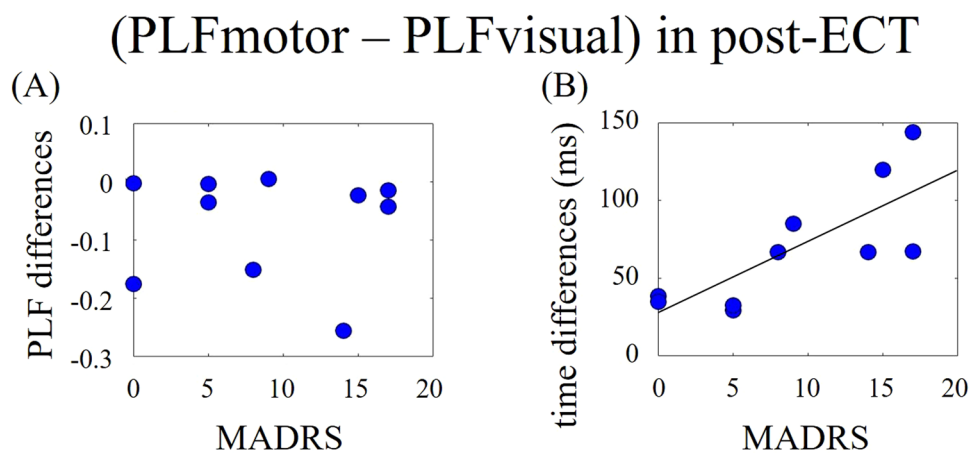 (PLFmotor – PLFvisual) in post-ECT
(A)
PLF differences
0.1
0
-0.1
-0.2
-0.3
0 5 10 15 20
MADRS
(B)
time differences (ms)
150
100
50
0
0 5 10 15 20
MADRS